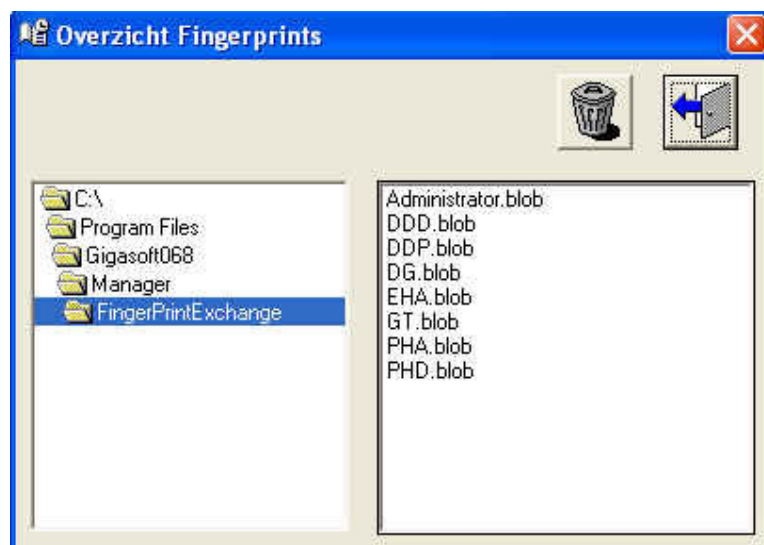 Overzicht Fingerprints
C:\
Program Files
Gigasoft068
Manager
FingerPrintExchange
Administrator.blob
DDD.blob
DDP.blob
DG.blob
EHA.blob
GT.blob
PHA.blob
PHD.blob